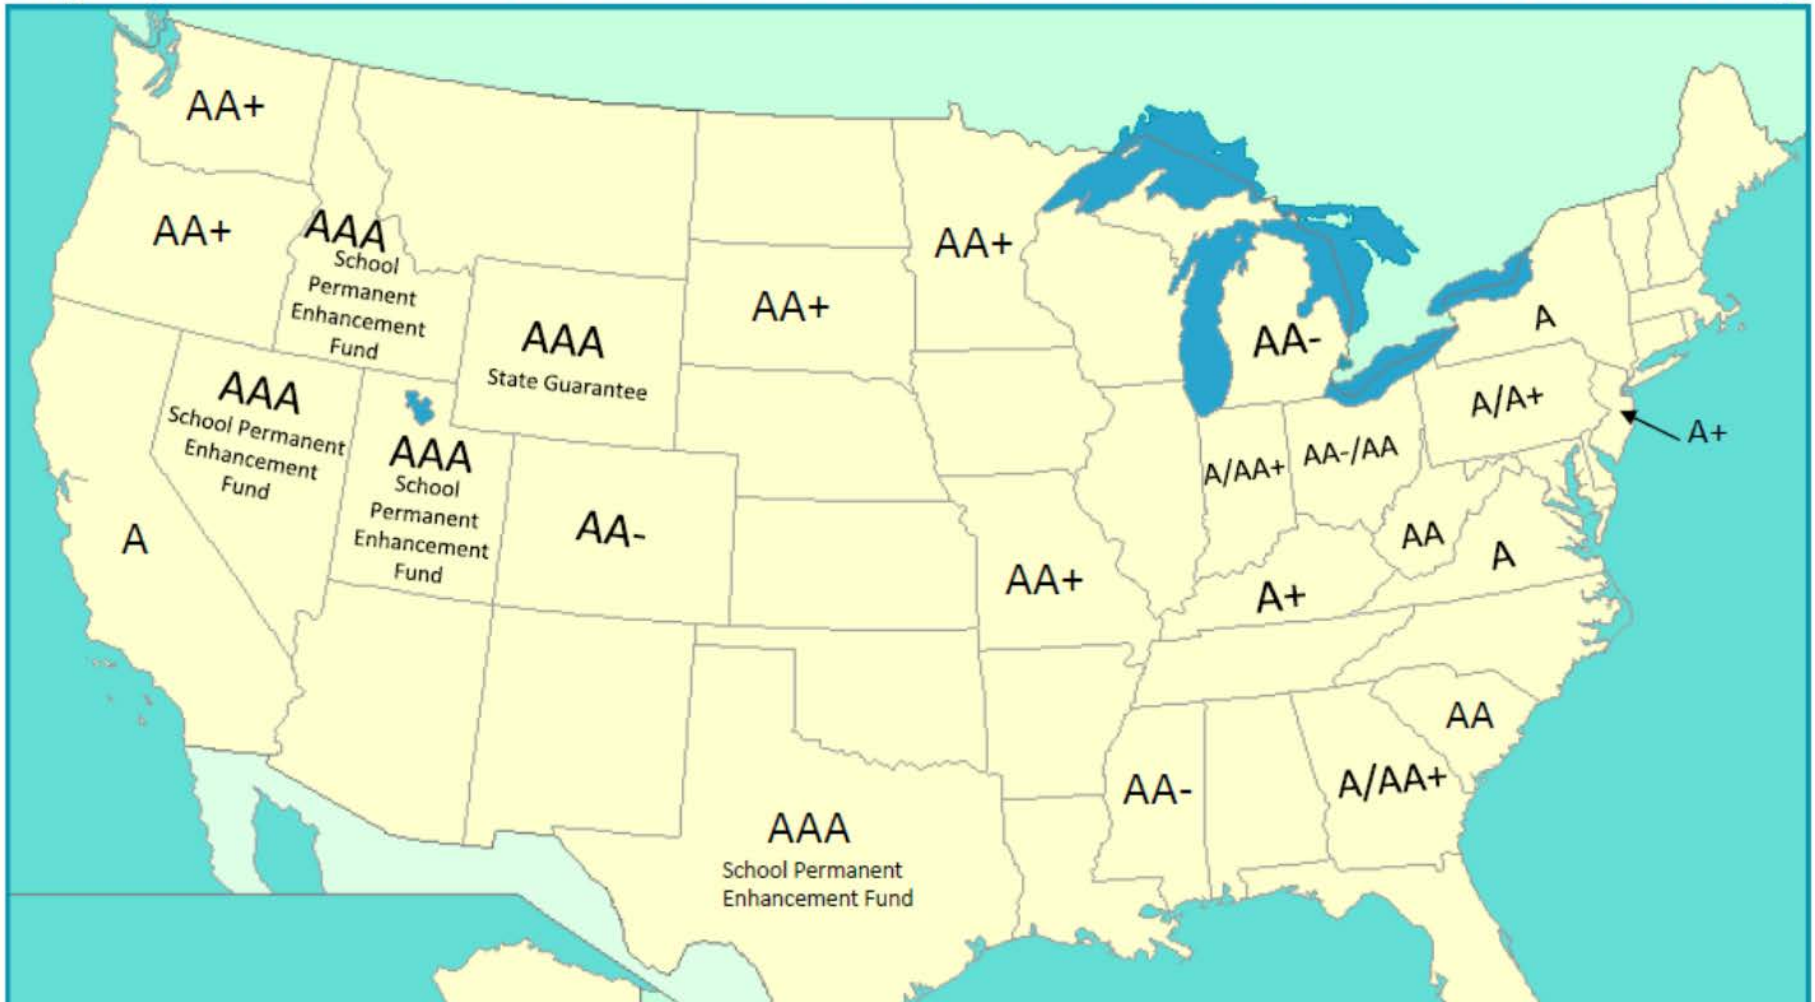 AA+
AA+
AAA
School
Permanent
Enhancement
Fund
AAA
State Guarantee
AAA
School Permanent
Enhancement
Fund
AAA
School
Permanent
Enhancement
Fund
A
AA-
AA+
AA+
AA+
AAA
School Permanent
Enhancement Fund
AA-
A
A/A+
A+
A/AA+
AA-/AA
AA
A
A+
AA
AA-
A/AA+